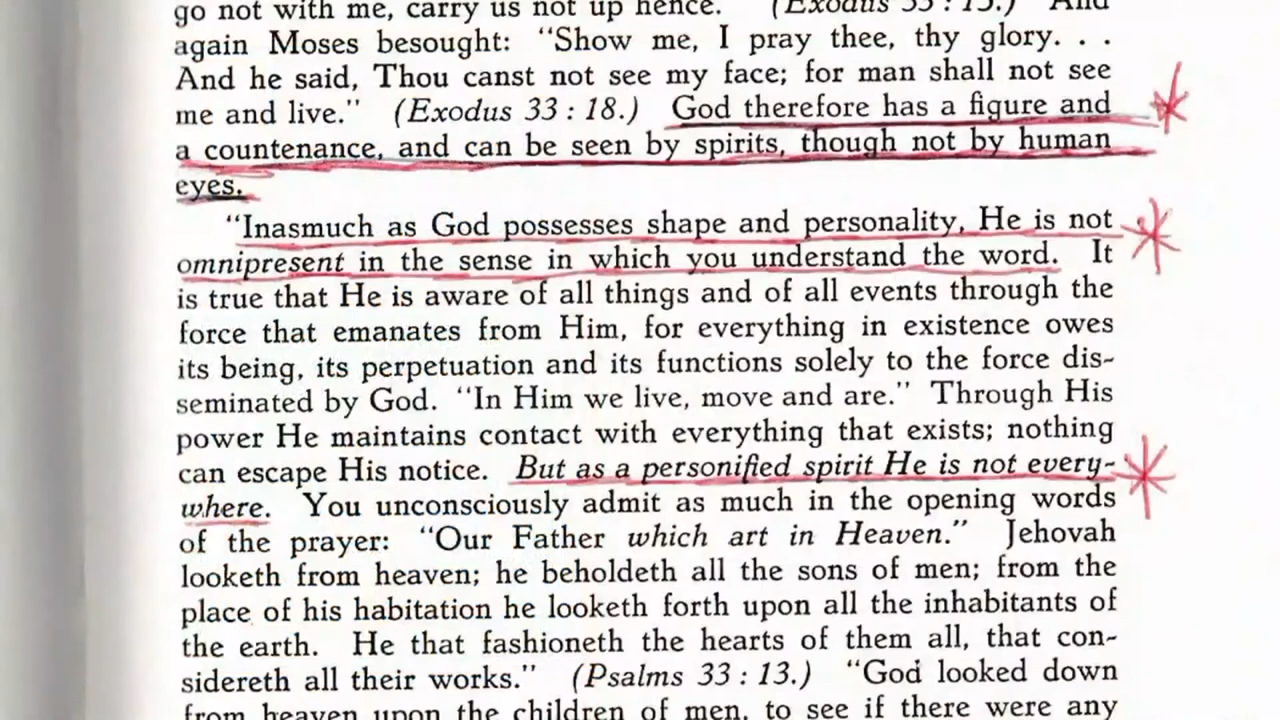 go not with me, carry us not up hence." (Exodus 33 : 15.) And
again Moses besought: "Show me, I pray thee, thy glory. . .
And he said, Thou canst not see my face; for man shall not see
me and live." (Exodus 33 : 18.) God therefore has a figure and
a countenance, and can be seen by spirits, though not by human
eyes.
"Inasmuch as God possesses shape and personality, He is not
omnipresent in the sense in which you understand the word. It
is true that He is aware of all things and of all events through the
force that emanates from Him, for everything in existence owes
its being, its perpetuation and its functions solely to the force dis-
seminated by God. "In Him we live, move and are." Through His
power He maintains contact with everything that exists; nothing
can escape His notice. But as a personified spirit He is not every-
where. You unconsciously admit as much in the opening words
of the prayer: "Our Father which art in Heaven." Jehovah
looketh from heaven; he beholdeth all the sons of men; from the
place of his habitation he looketh forth upon all the inhabitants of
the earth. He that fashioneth the hearts of them all, that con-
sidereth all their works." (Psalms 33 : 13.) "God looked down
from heaven upon the children of men, to see if there were any